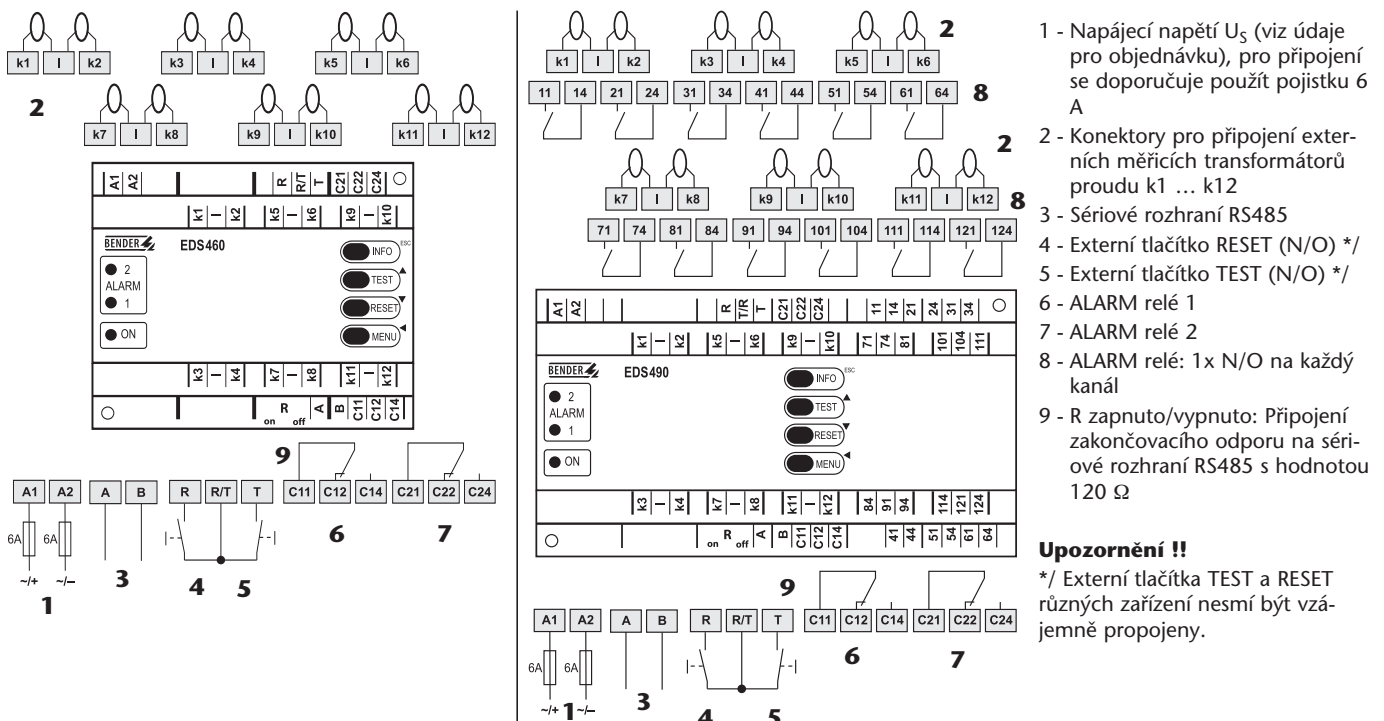 k1 I k2 k3 I k4 k5 I k6
2
k7 I k8 k9 I k10 k11 I k12
A1 A2 R R/T T C21 C22 C24
k1 I k2 k5 I k6 k9 I k10
BENDER EDS460
INFO ESC
2
ALARM
1
TEST
RESET
ON
MENU
k3 I k4 k7 I k8 k11 I k12
on R off A B C11 C12 C14
9
A1 A2 A B R R/T T C11 C12 C14 C21 C22 C24
6A 6A
6 7
~/+ ~/–
3 4 5
1
2
k1 I k2 k3 I k4 k5 I k6
11 14 21 24 31 34 41 44 51 54 61 64 8
2
k7 I k8 k9 I k10 k11 I k12 8
71 74 81 84 91 94 101 104 111 114 121 124
A1 A2 R T/R T C21 C22 C24 11 14 21 24 31 34
k1 I k2 k5 I k6 k9 I k10 71 74 81 101 104 111
BENDER EDS490
INFO ESC
2
ALARM
1
TEST
RESET
ON
MENU
k3 I k4 k7 I k8 k11 I k12 84 91 94 114 121 124
on R off A B C11 C12 C14 41 44 51 54 61 64
9
A1 A2 A B R R/T T C11 C12 C14 C21 C22 C24
6A 6A
6 7
~/+ 1 ~/–
3 4 5
1 - Napájecí napětí US (viz údaje
pro objednávku), pro připojení
se doporučuje použít pojistku 6
A
2 - Konektory pro připojení exter-
ních měřicích transformátorů
proudu k1 … k12
3 - Sériové rozhraní RS485
4 - Externí tlačítko RESET (N/O) */
5 - Externí tlačítko TEST (N/O) */
6 - ALARM relé 1
7 - ALARM relé 2
8 - ALARM relé: 1x N/O na každý
kanál
9 - R zapnuto/vypnuto: Připojení
zakončovacího odporu na séri-
ové rozhraní RS485 s hodnotou
120 Ω
Upozornění !!
*/ Externí tlačítka TEST a RESET
různých zařízení nesmí být vzá-
jemně propojeny.